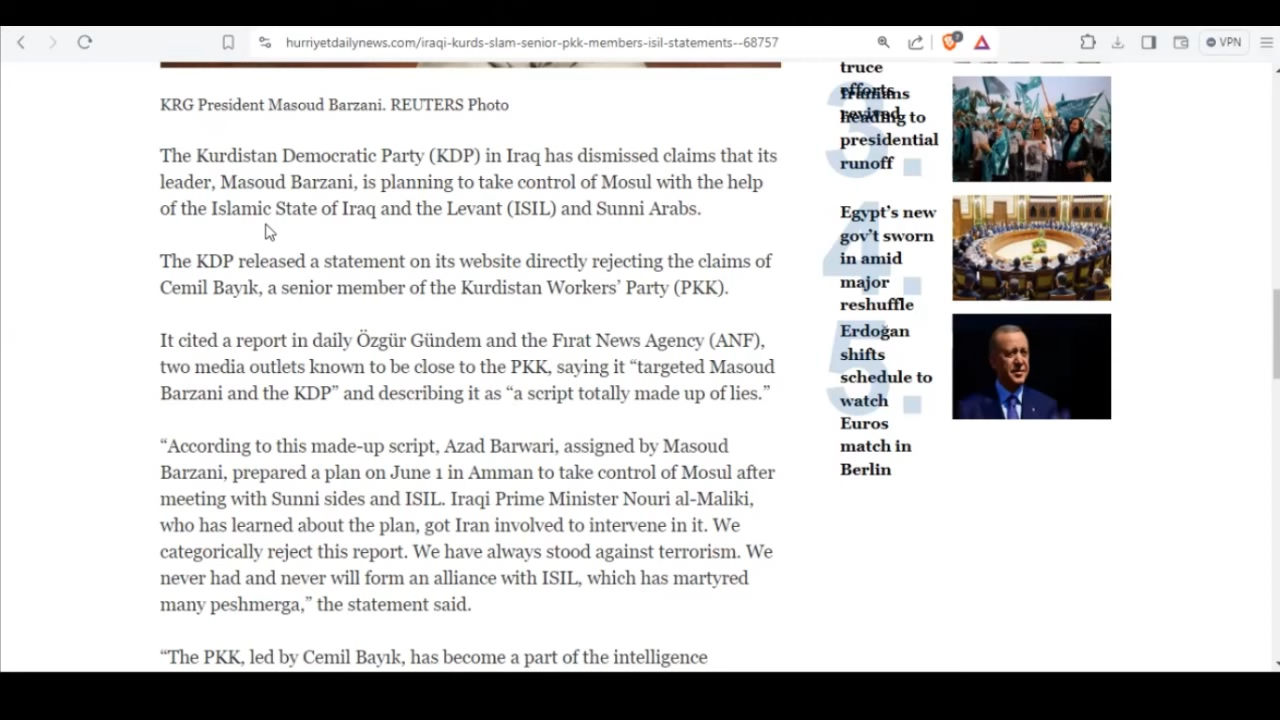 hurriyetdailynews.com/iraqi-kurds-slam-senior-pkk-members-isil-statements--68757
VPN
KRG President Masoud Barzani. REUTERS Photo
The Kurdistan Democratic Party (KDP) in Iraq has dismissed claims that its
leader, Masoud Barzani, is planning to take control of Mosul with the help
of the Islamic State of Iraq and the Levant (ISIL) and Sunni Arabs.
The KDP released a statement on its website directly rejecting the claims of
Cemil Bayık, a senior member of the Kurdistan Workers’ Party (PKK).
It cited a report in daily Özgür Gündem and the Fırat News Agency (ANF),
two media outlets known to be close to the PKK, saying it “targeted Masoud
Barzani and the KDP” and describing it as “a script totally made up of lies.”
“According to this made-up script, Azad Barwari, assigned by Masoud
Barzani, prepared a plan on June 1 in Amman to take control of Mosul after
meeting with Sunni sides and ISIL. Iraqi Prime Minister Nouri al-Maliki,
who has learned about the plan, got Iran involved to intervene in it. We
categorically reject this report. We have always stood against terrorism. We
never had and never will form an alliance with ISIL, which has martyred
many peshmerga,” the statement said.
“The PKK, led by Cemil Bayık, has become a part of the intelligence
truce
efforts
revived
3.
Iranians
heading to
presidential
runoff
4.
Egypt’s new
gov’t sworn
in amid
major
reshuffle
5.
Erdoğan
shifts
schedule to
watch
Euros
match in
Berlin